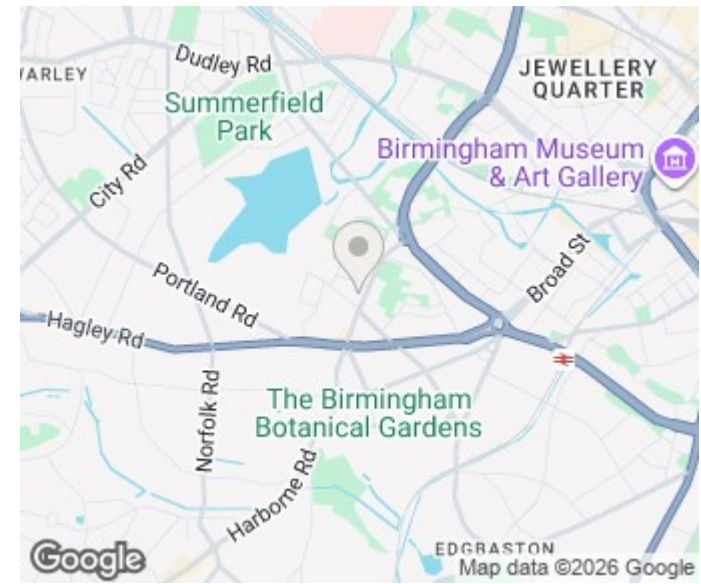 Dudley Rd
JEWELLERY
QUARTER
ARLEY
Summerfield
Park
Birmingham Museum
& Art Gallery
City Rd
Broad St
Portland Rd
Hagley Rd
The Birmingham
Botanical Gardens
Norfolk Rd
Harborne Rd
EDGBASTON
Google
Map data ©2026 Google